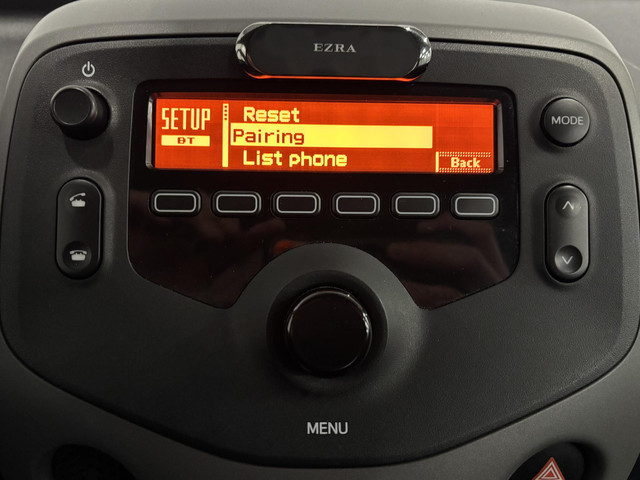 EZRA
SETUP
BT
Reset
Pairing
List phone
Back
MODE
MENU